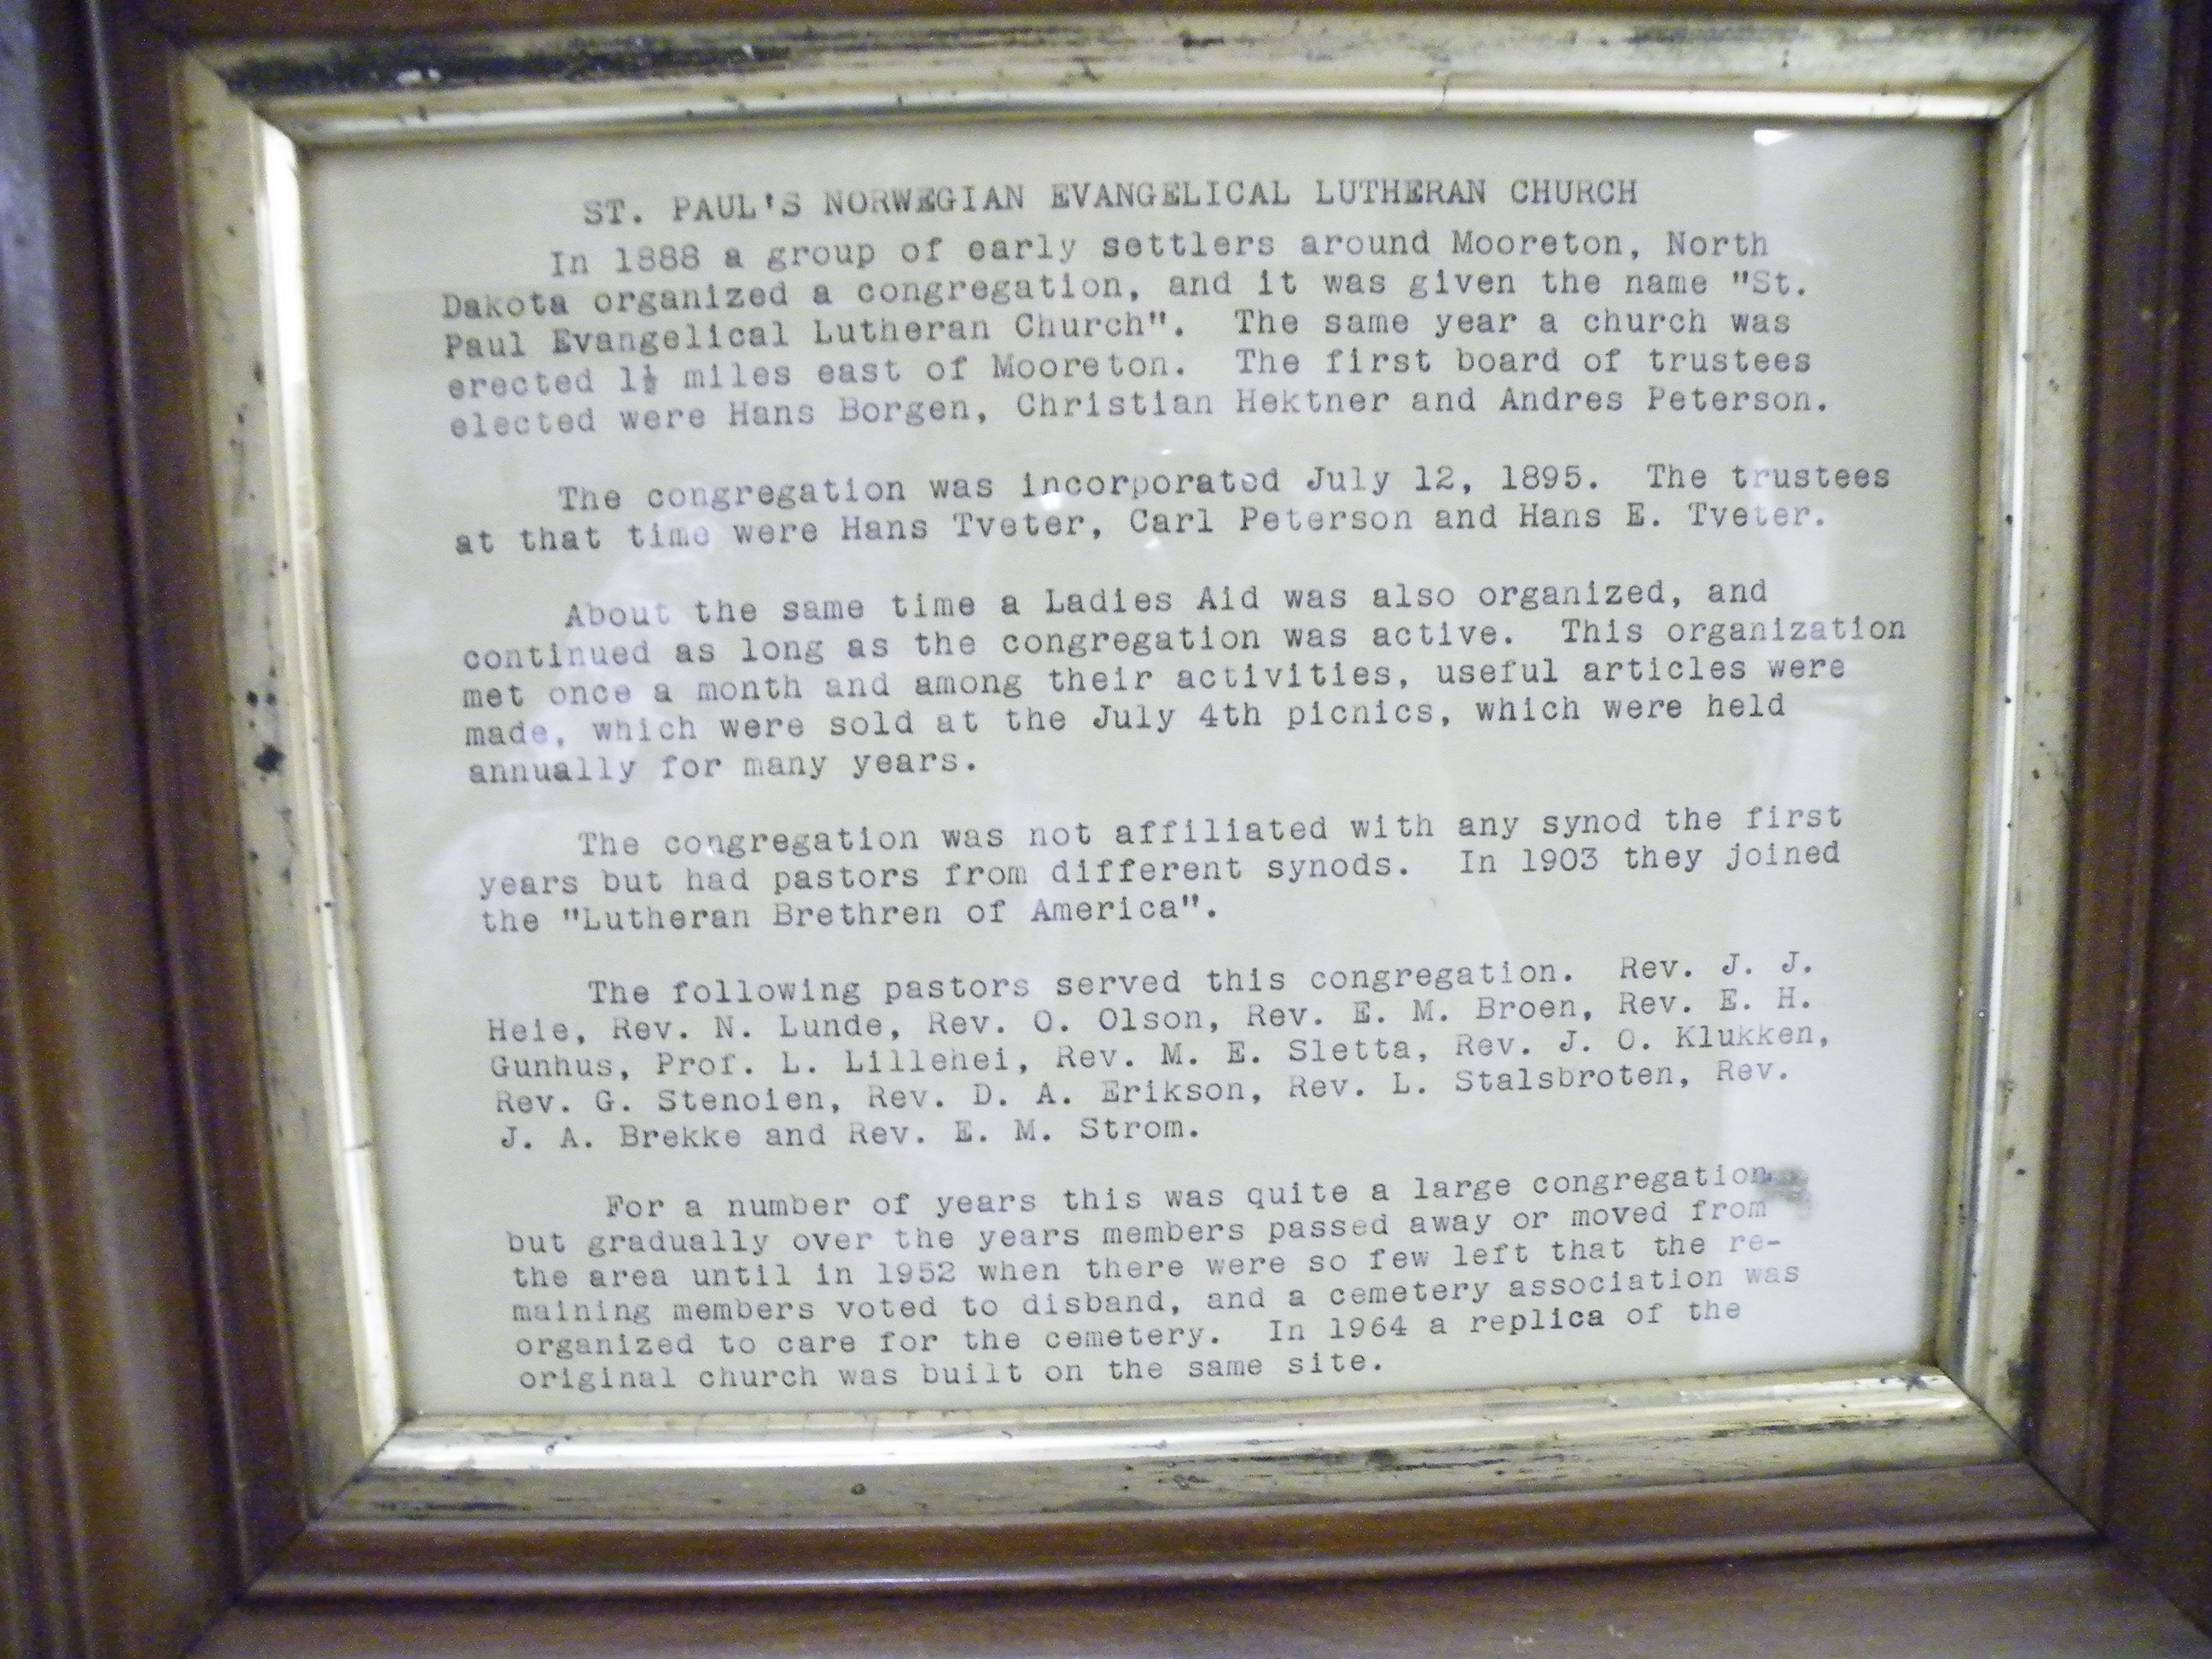 ST. PAUL'S NORWEGIAN EVANGELICAL LUTHERAN CHURCH
In 1888 a group of early settlers around Mooreton, North
Dakota organized a congregation, and it was given the name "St.
Paul Evangelical Lutheran Church". The same year a church was
erected 1½ miles east of Mooreton. The first board of trustees
elected were Hans Borgen, Christian Hektner and Andres Peterson.
The congregation was incorporated July 12, 1895. The trustees
at that time were Hans Tveter, Carl Peterson and Hans E. Tveter.
About the same time a Ladies Aid was also organized, and
continued as long as the congregation was active. This organization
met once a month and among their activities, useful articles were
made, which were sold at the July 4th picnics, which were held
annually for many years.
The congregation was not affiliated with any synod the first
years but had pastors from different synods. In 1903 they joined
the "Lutheran Brethren of America".
The following pastors served this congregation. Rev. J. J.
Heie, Rev. N. Lunde, Rev. O. Olson, Rev. E. M. Broen, Rev. E. H.
Gunhus, Prof. L. Lillehei, Rev. M. E. Sletta, Rev. J. O. Klukken,
Rev. G. Stenoien, Rev. D. A. Erikson, Rev. L. Stalsbroten, Rev.
J. A. Brekke and Rev. E. M. Strom.
For a number of years this was quite a large congregation
but gradually over the years members passed away or moved from
the area until in 1952 when there were so few left that the re-
maining members voted to disband, and a cemetery association was
organized to care for the cemetery. In 1964 a replica of the
original church was built on the same site.